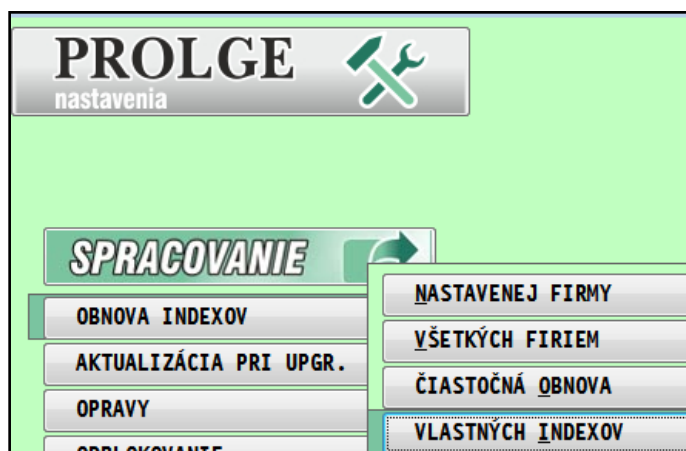 PROLGE
nastavenia
SPRACOVANIE
OBNOVA INDEXOV
AKTUALIZÁCIA PRI UPGR.
OPRAVY
NASTAVENEJ FIRMY
VŠETKÝCH FIRIEM
ČIASTOČNÁ OBNOVA
VLASTNÝCH INDEXOV